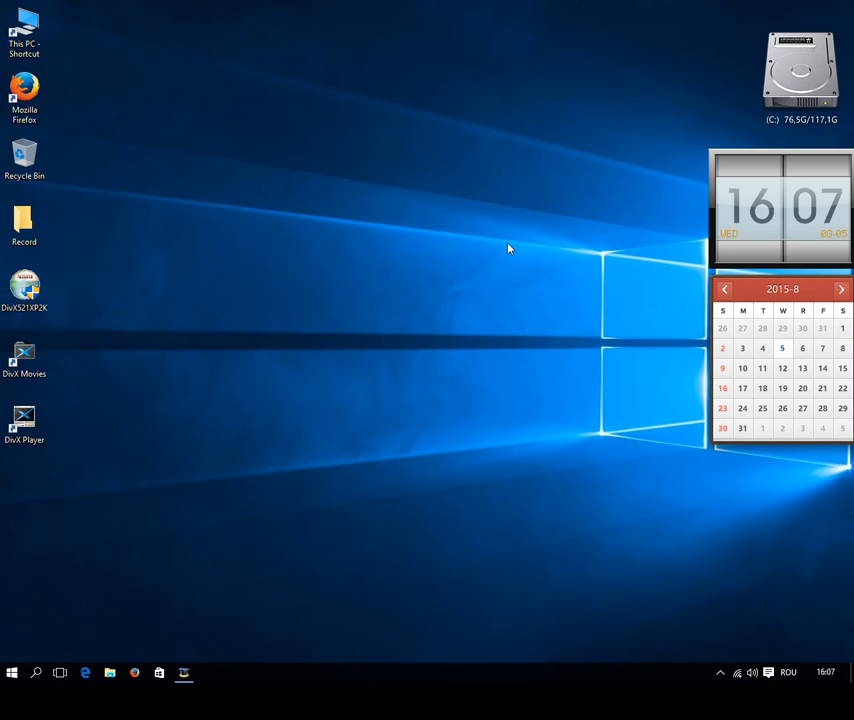 This PC -
Shortcut
Mozilla
Firefox
Recycle Bin
Record
DivX521XP2K
DivX Movies
DivX Player
(C:) 76,5G/117,1G
16 07
WED 08-05
2015-8
S M T W R F S
26 27 28 29 30 31 1
2 3 4 5 6 7 8
9 10 11 12 13 14 15
16 17 18 19 20 21 22
23 24 25 26 27 28 29
30 31 1 2 3 4 5
ROU 16:07